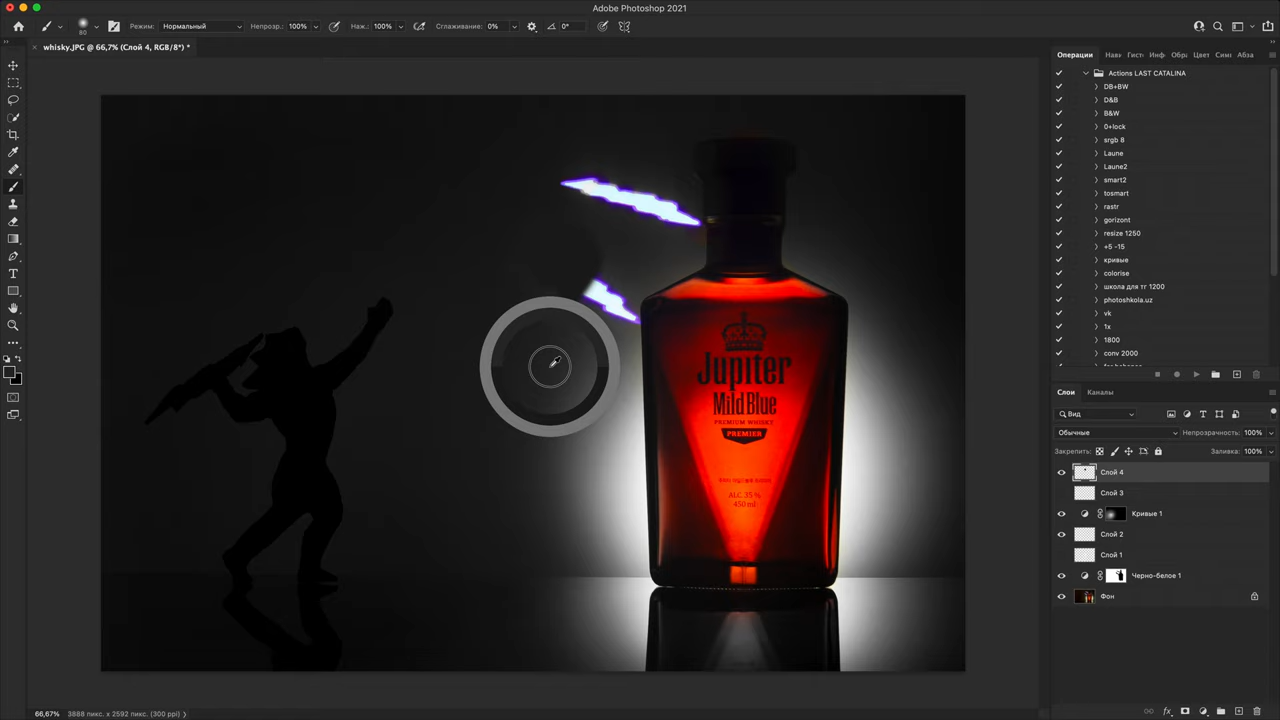 Adobe Photoshop 2021
80
Режим: Нормальный
Непрозр.: 100%
Наж.: 100%
Сглаживание: 0%
0°
whisky.JPG @ 66,7% (Слой 4, RGB/8*) *
Операции Нав Гист Инф Обра Цвет Сим Абза
Actions LAST CATALINA
DB+BW
D&B
B&W
0+lock
srgb 8
Laune
Laune2
smart2
tosmart
rastr
gorizont
resize 1250
+5 -15
кривые
colorise
школа для тг 1200
photoshkola.uz
vk
1x
1800
conv 2000
Слои Каналы
Вид
Обычные Непрозрачность: 100%
Закрепить: Заливка: 100%
Слой 4
Слой 3
Кривые 1
Слой 2
Слой 1
Черно-белое 1
Фон
Jupiter
Mild Blue
PREMIUM WHISKY
PREMIER
ALC 35 %
450 ml
66,67% 3888 пикс. x 2592 пикс. (300 ppi)